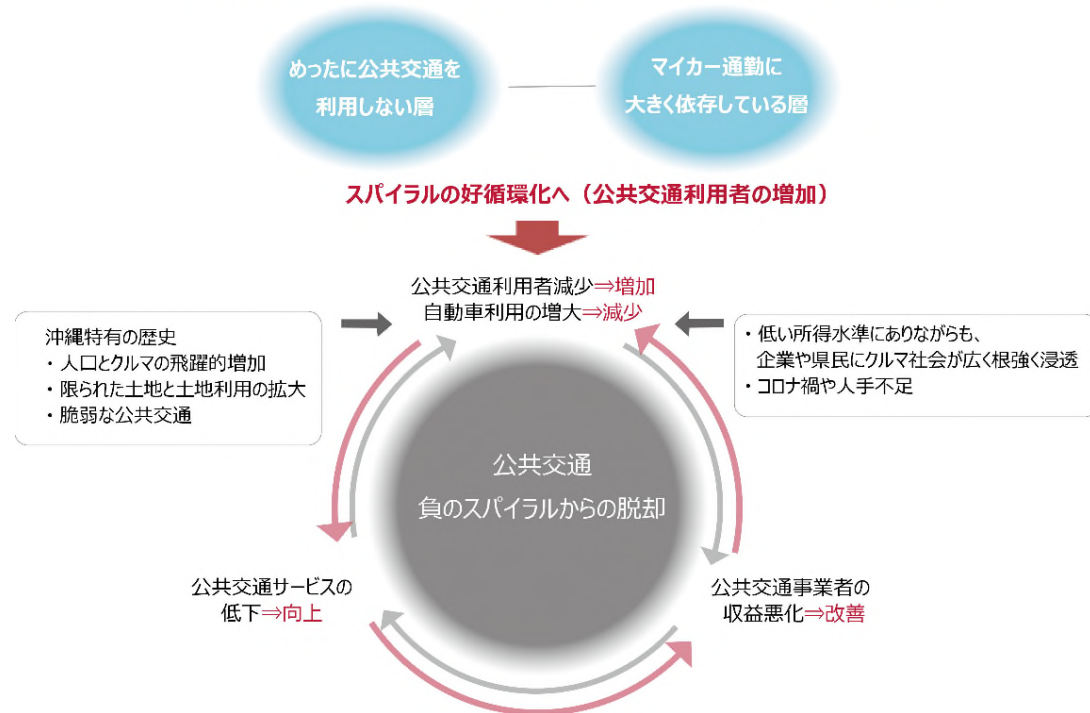 めったに公共交通を
利用しない層
マイカー通勤に
大きく依存している層
スパイラルの好循環化へ（公共交通利用者の増加）
公共交通利用者減少⇒増加
自動車利用の増大⇒減少
沖縄特有の歴史
・人口とクルマの飛躍的増加
・限られた土地と土地利用の拡大
・脆弱な公共交通
・低い所得水準にありながらも、
企業や県民にクルマ社会が広く根強く浸透
・コロナ禍や人手不足
公共交通
負のスパイラルからの脱却
公共交通サービスの
低下⇒向上
公共交通事業者の
収益悪化⇒改善